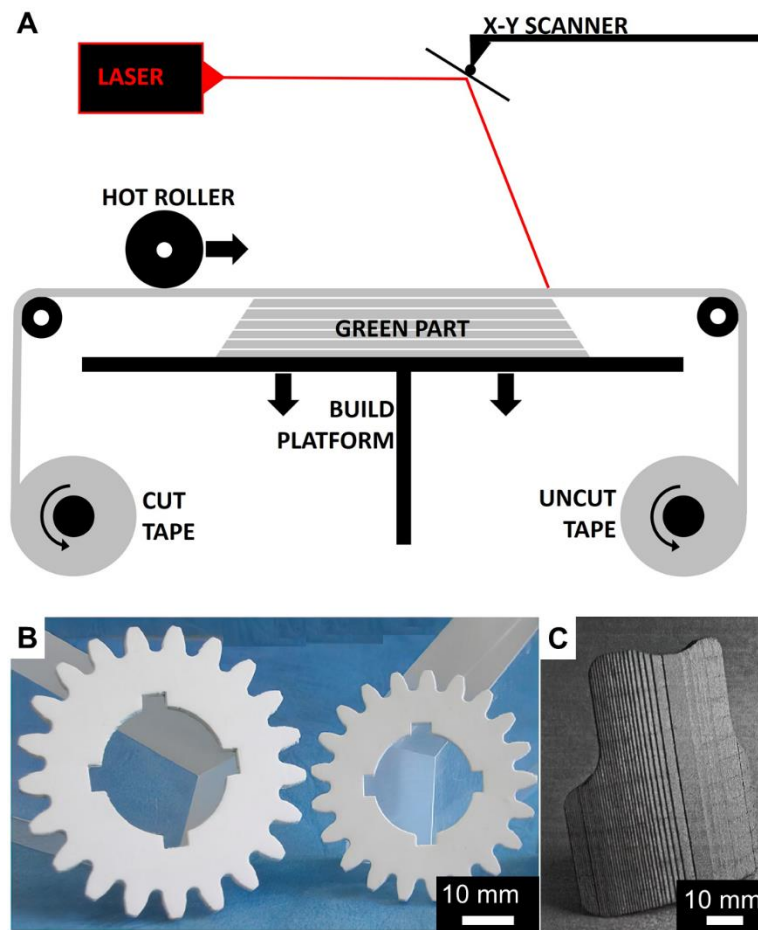 A
X-Y SCANNER
LASER
HOT ROLLER
GREEN PART
BUILD
PLATFORM
CUT
TAPE
UNCUT
TAPE
B
10 mm
C
10 mm